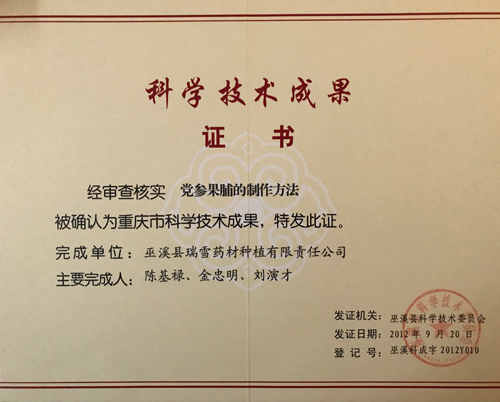 科学技术成果
证书
经审查核实 党参果脯的制作方法
被确认为重庆市科学技术成果,特发此证。
完成单位:巫溪县瑞雪药材种植有限责任公司
主要完成人:陈基禄、金忠明、刘演才
发证机关:巫溪县科学技术委员会
发证日期:2012年9月20日
登记号:巫溪科成字2012Y010